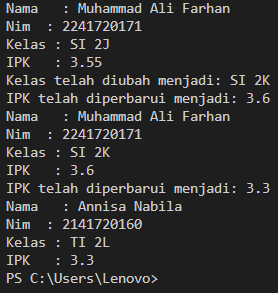 Nama   : Muhammad Ali Farhan
Nim  : 2241720171
Kelas : SI 2J
IPK   : 3.55
Kelas telah diubah menjadi: SI 2K
IPK telah diperbarui menjadi: 3.6
Nama   : Muhammad Ali Farhan
Nim  : 2241720171
Kelas : SI 2K
IPK   : 3.6
IPK telah diperbarui menjadi: 3.3
Nama   : Annisa Nabila
Nim  : 2141720160
Kelas : TI 2L
IPK   : 3.3
PS C:\Users\Lenovo>